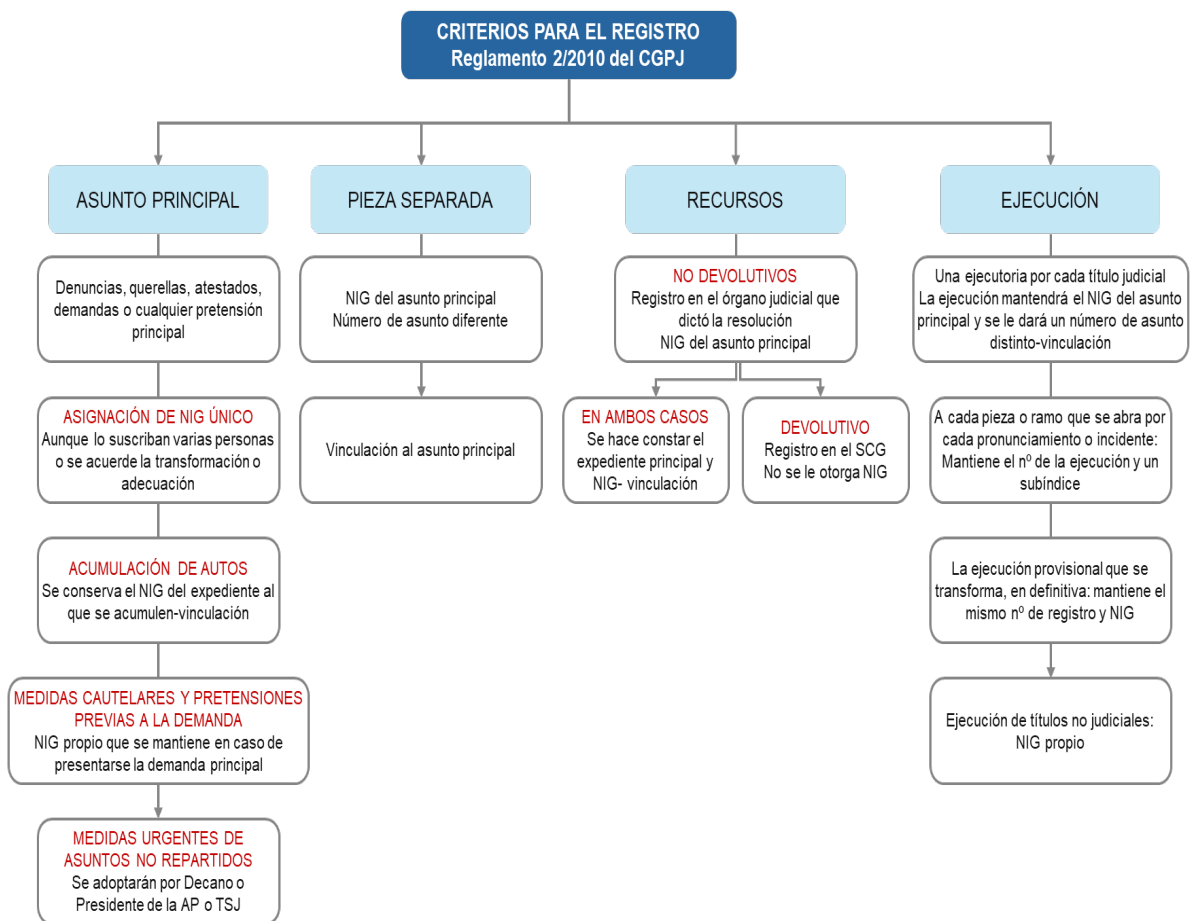 CRITERIOS PARA EL REGISTRO
Reglamento 2/2010 del CGPJ
ASUNTO PRINCIPAL
Denuncias, querellas, atestados,
demandas o cualquier pretensión
principal
ASIGNACIÓN DE NIG ÚNICO
Aunque lo suscriban varias personas
o se acuerde la transformación o
adecuación
ACUMULACIÓN DE AUTOS
Se conserva el NIG del expediente al
que se acumulen-vinculación
MEDIDAS CAUTELARES Y PRETENSIONES
PREVIAS A LA DEMANDA
NIG propio que se mantiene en caso de
presentarse la demanda principal
MEDIDAS URGENTES DE
ASUNTOS NO REPARTIDOS
Se adoptarán por Decano o
Presidente de la AP o TSJ
PIEZA SEPARADA
NIG del asunto principal
Número de asunto diferente
Vinculación al asunto principal
RECURSOS
NO DEVOLUTIVOS
Registro en el órgano judicial que
dictó la resolución
NIG del asunto principal
EN AMBOS CASOS
Se hace constar el
expediente principal y
NIG- vinculación
DEVOLUTIVO
Registro en el SCG
No se le otorga NIG
EJECUCIÓN
Una ejecutoria por cada título judicial
La ejecución mantendrá el NIG del asunto
principal y se le dará un número de asunto
distinto-vinculación
A cada pieza o ramo que se abra por
cada pronunciamiento o incidente:
Mantiene el nº de la ejecución y un
subíndice
La ejecución provisional que se
transforma, en definitiva: mantiene el
mismo nº de registro y NIG
Ejecución de títulos no judiciales:
NIG propio